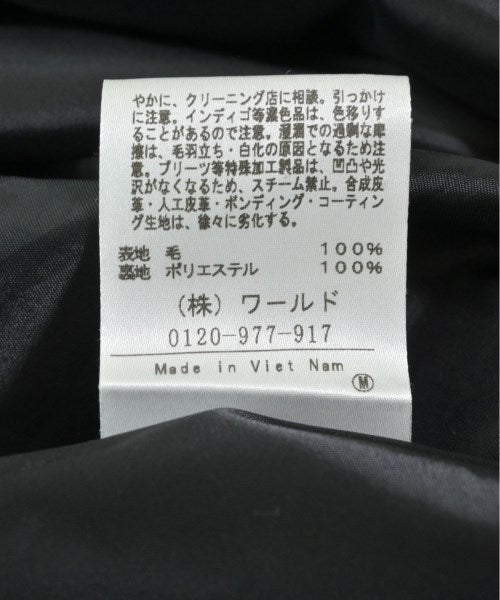 やかに、クリーニング店に相談。引っかけ
に注意。インディゴ等濃色品は、色移りす
ることがあるので注意。湿潤での過剰な摩
擦は、毛羽立ち・白化の原因となるため注
意。プリーツ等特殊加工製品は、凹凸や光
沢がなくなるため、スチーム禁止。合成皮
革・人工皮革・ボンディング・コーティン
グ生地は、徐々に劣化する。
表地 毛 100%
裏地 ポリエステル 100%
(株) ワールド
0120-977-917
Made in Viet Nam
M